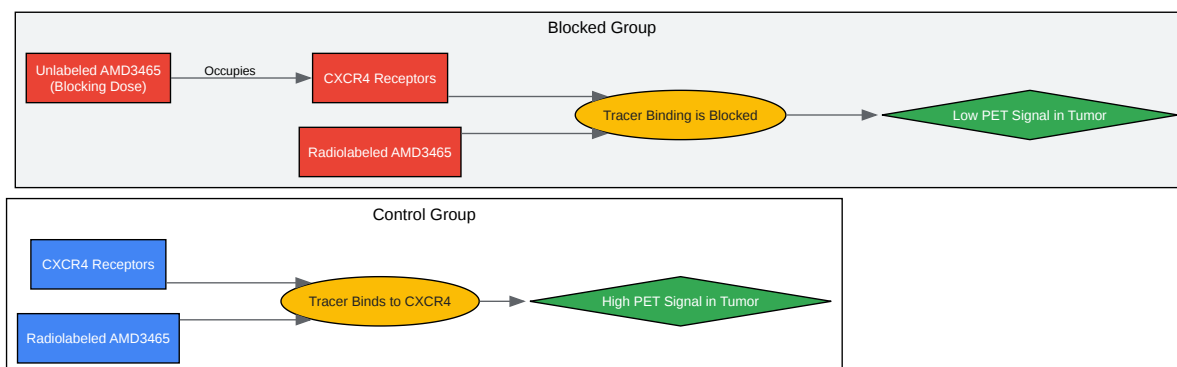 Blocked Group
Unlabeled AMD3465
(Blocking Dose)
Occupies
CXCR4 Receptors
Radiolabeled AMD3465
Tracer Binding is Blocked
Low PET Signal in Tumor
Control Group
CXCR4 Receptors
Radiolabeled AMD3465
Tracer Binds to CXCR4
High PET Signal in Tumor